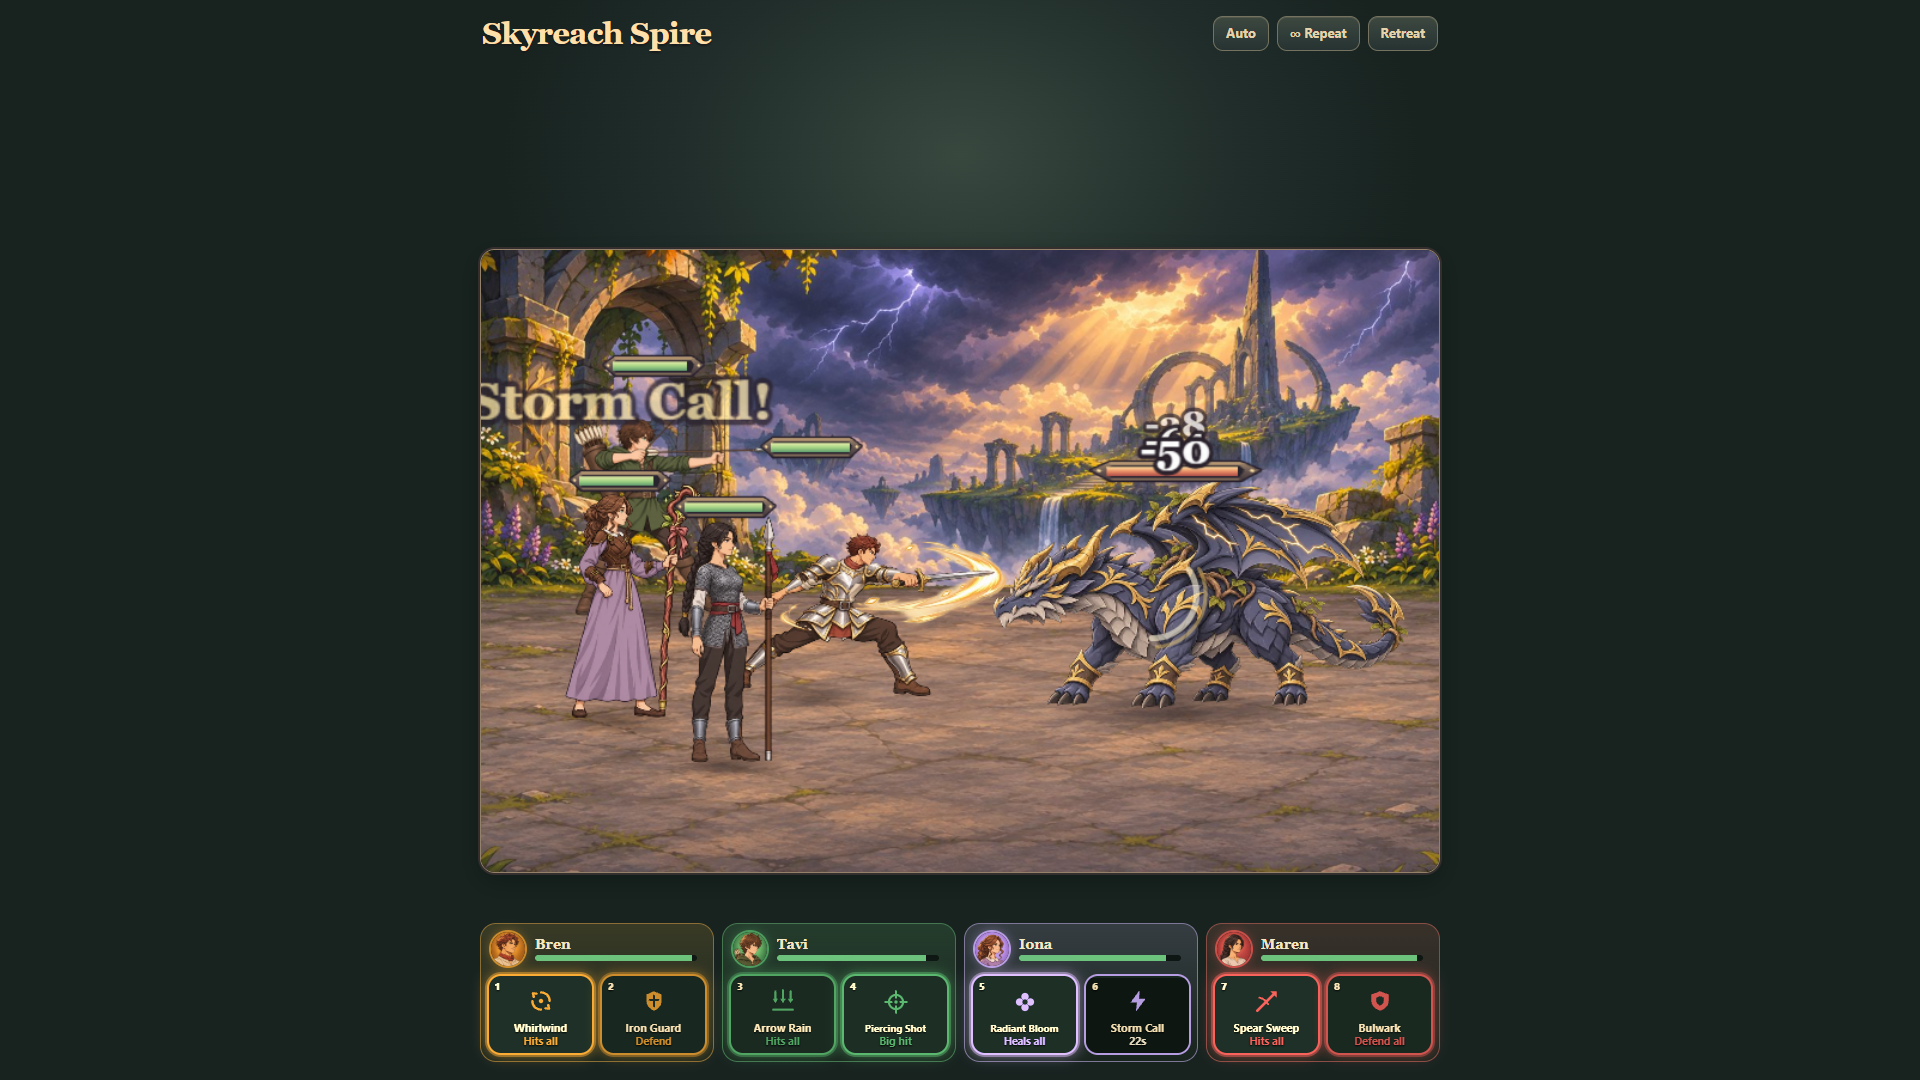 Skyreach Spire
Auto
∞ Repeat
Retreat
Storm Call!
-28
-50
Bren
1
Whirlwind
Hits all
2
Iron Guard
Defend
Tavi
3
Arrow Rain
Hits all
4
Piercing Shot
Big hit
Iona
5
Radiant Bloom
Heals all
6
Storm Call
22s
Maren
7
Spear Sweep
Hits all
8
Bulwark
Defend all